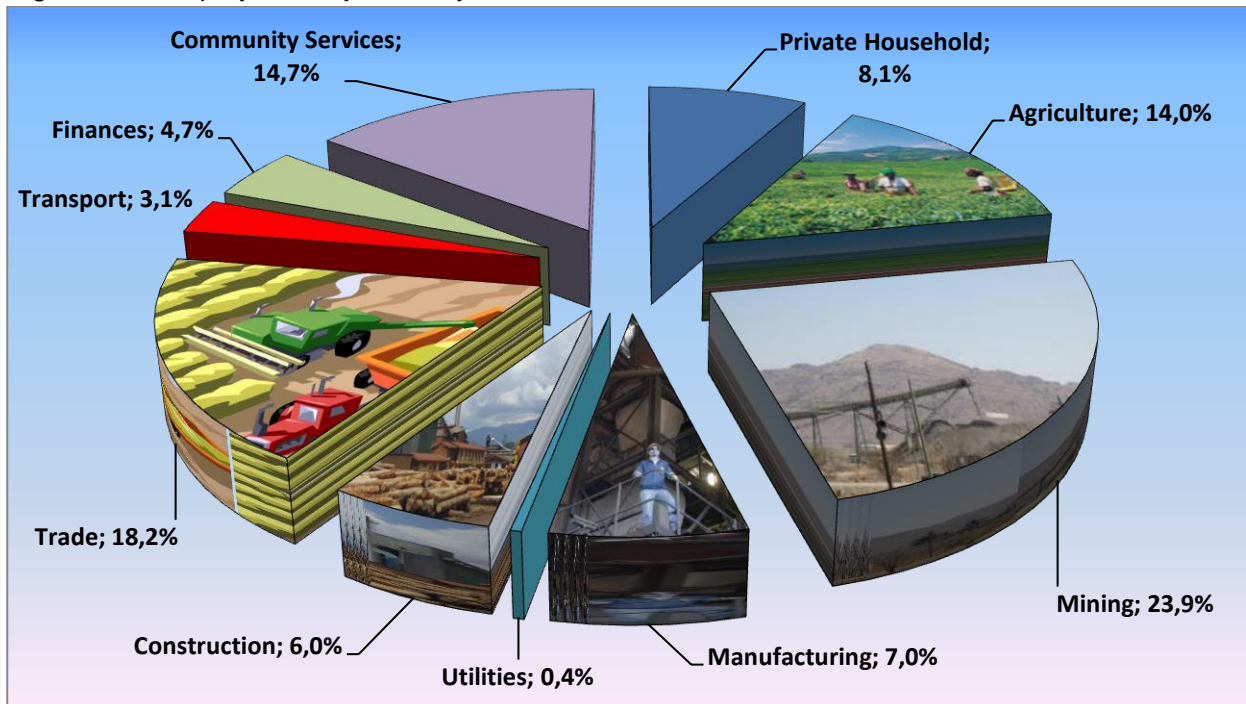 Community Services;
14,7%
Private Household;
8,1%
Agriculture; 14,0%
Finances; 4,7%
Transport; 3,1%
Trade; 18,2%
Mining; 23,9%
Construction; 6,0%
Manufacturing; 7,0%
Utilities; 0,4%